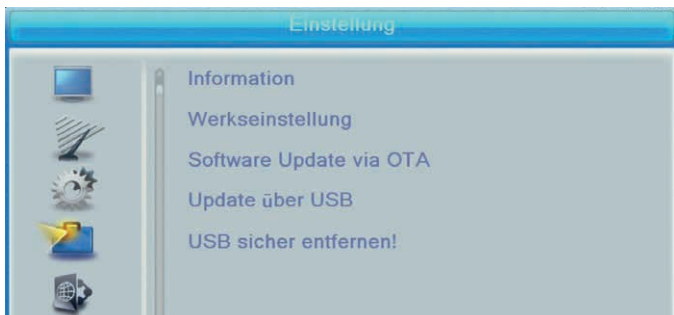 Einstellung
Information
Werkseinstellung
Software Update via OTA
Update über USB
USB sicher entfernen!